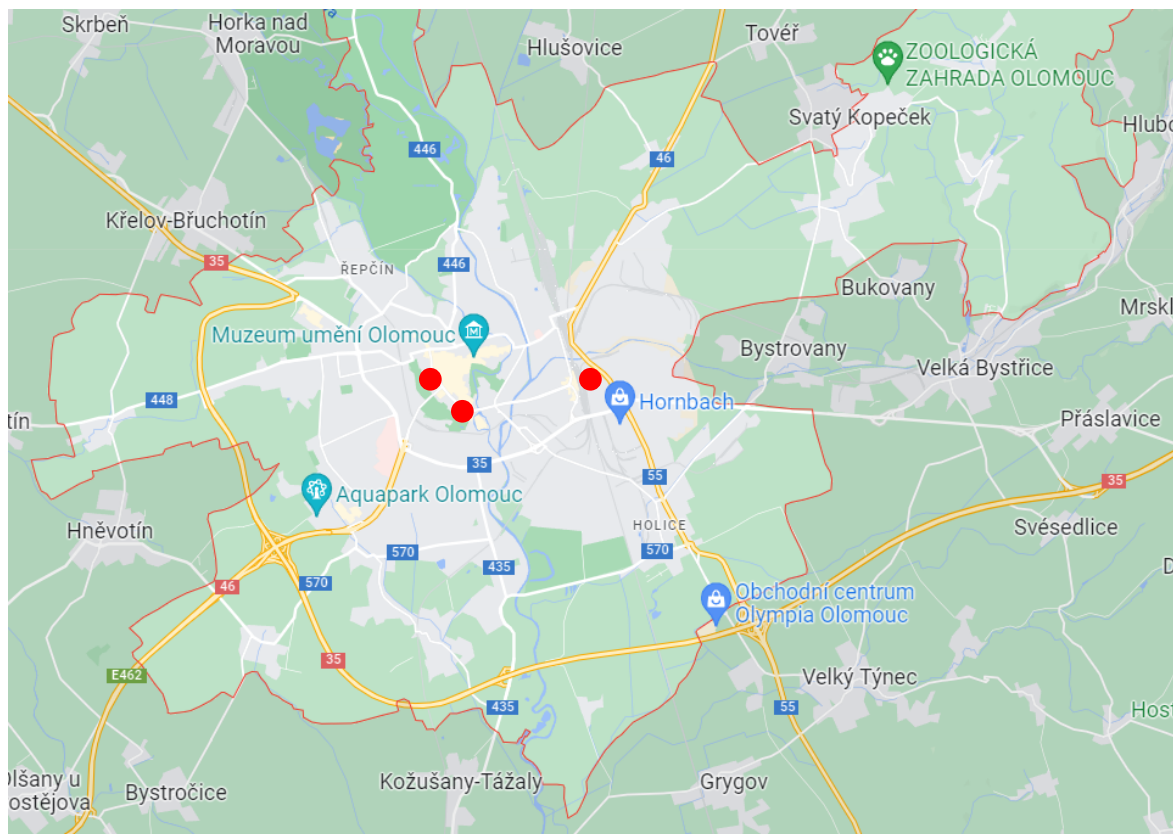 Skrbeň
Horka nad
Moravou
Hlušovice
Tovéř
ZOOLOGICKÁ
ZAHRADA OLOMOUC
Svatý Kopeček
446
46
Křelov-Břuchotín
35
ŘEPČÍN
446
Bukovany
Mrskl
Muzeum umění Olomouc
Bystrovany
Velká Bystřice
448
Hornbach
Přáslavice
tín
35
55
35
Aquapark Olomouc
HOLICE
Svésedlice
Hněvotín
570
570
435
46
570
Obchodní centrum
Olympia Olomouc
35
E462
Velký Týnec
435
55
Host
Olšany u
ostějova
Bystročice
Kožušany-Tážaly
Grygov